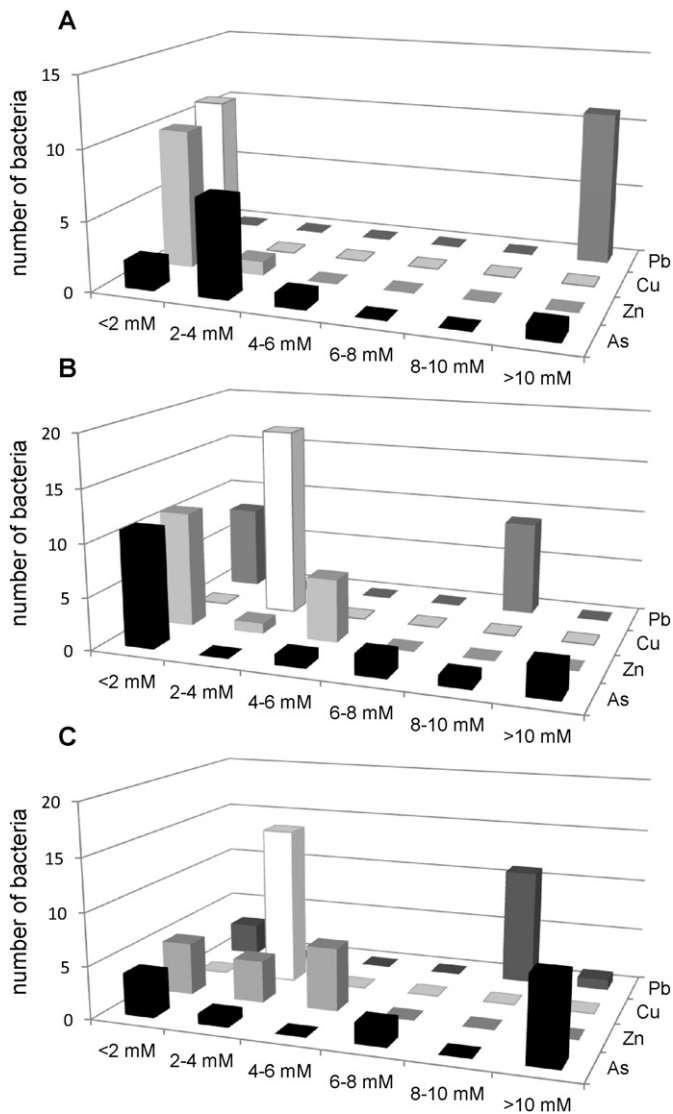 A
15
10
5
0
number of bacteria
<2 mM
2-4 mM
4-6 mM
6-8 mM
8-10 mM
>10 mM
Pb
Cu
Zn
As
B
20
15
10
5
0
number of bacteria
<2 mM
2-4 mM
4-6 mM
6-8 mM
8-10 mM
>10 mM
Pb
Cu
Zn
As
C
20
15
10
5
0
number of bacteria
<2 mM
2-4 mM
4-6 mM
6-8 mM
8-10 mM
>10 mM
Pb
Cu
Zn
As